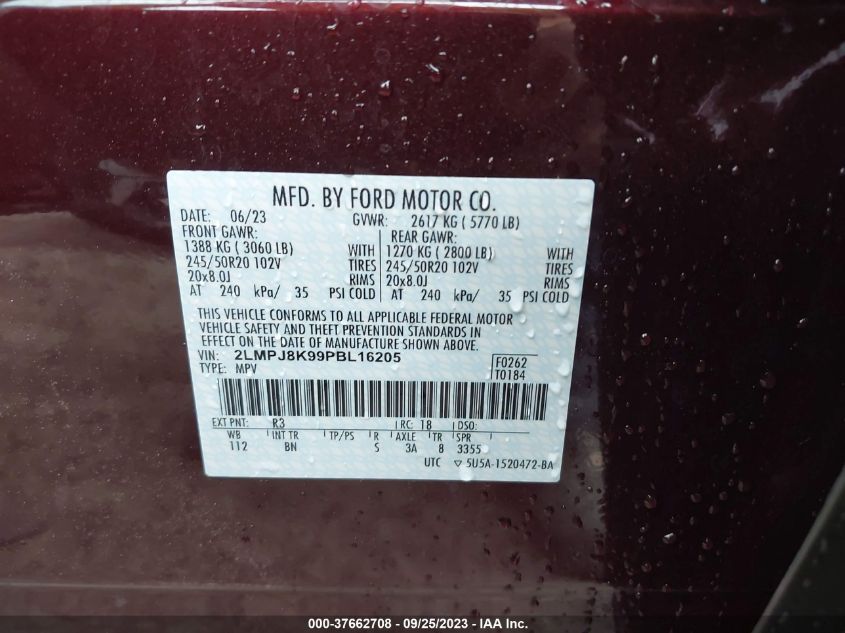 MFD. BY FORD MOTOR CO.
DATE: 06/23 GVWR: 2617 KG ( 5770 LB)
FRONT GAWR: REAR GAWR:
1388 KG ( 3060 LB) WITH 1270 KG ( 2800 LB) WITH
245/50R20 102V TIRES 245/50R20 102V TIRES
20x8.0J RIMS 20x8.0J RIMS
AT 240 kPa/ 35 PSI COLD AT 240 kPa/ 35 PSI COLD
THIS VEHICLE CONFORMS TO ALL APPLICABLE FEDERAL MOTOR
VEHICLE SAFETY AND THEFT PREVENTION STANDARDS IN
EFFECT ON THE DATE OF MANUFACTURE SHOWN ABOVE.
VIN: 2LMPJ8K99PBL16205 F0262
TYPE: MPV T0184
EXT PNT: R3 RC: 18 DSO:
WB INT TR TP/PS R AXLE TR SPR
112 BN S 3A 8 3355
UTC ▽ 5U5A-1520472-BA
000-37662708 - 09/25/2023 - IAA Inc.